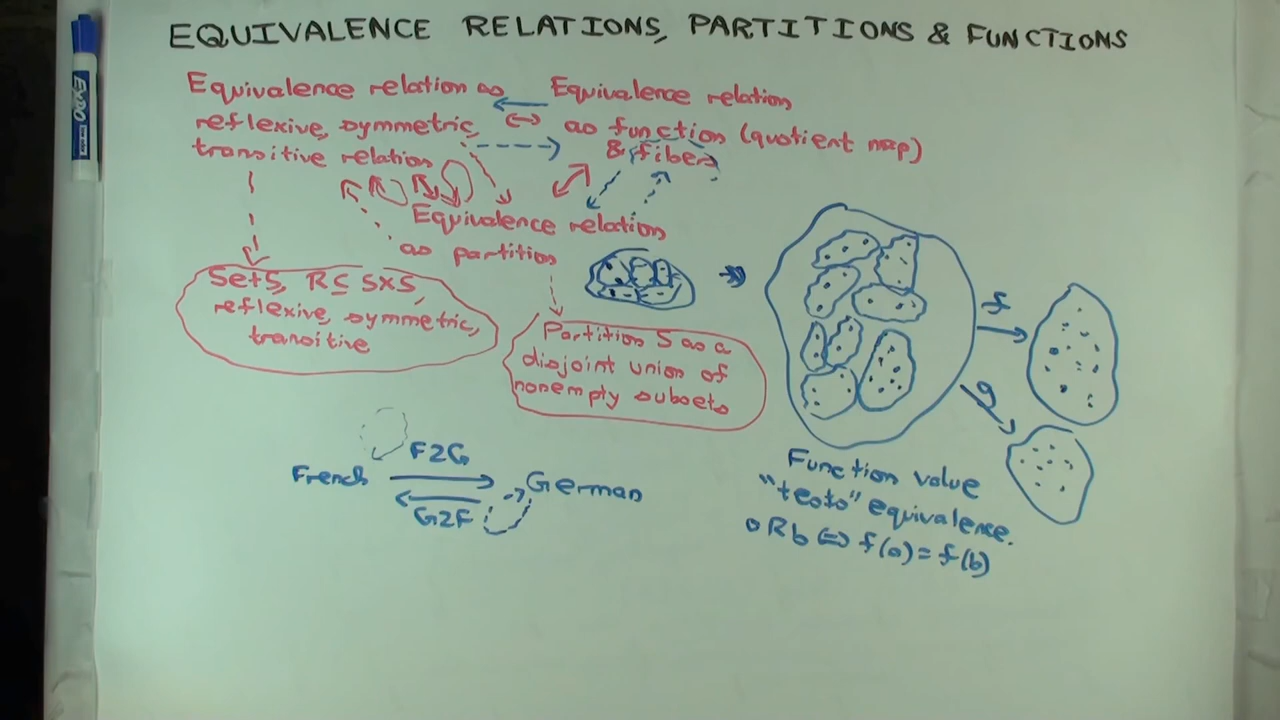 EQUIVALENCE RELATIONS, PARTITIONS & FUNCTIONS
EXPO
Equivalence relation as
reflexive, symmetric,
transitive relation
Equivalence relation
as function (quotient map)
& fibers
Equivalence relation
as partition
Set S, R ⊆ S×S,
reflexive, symmetric,
transitive
Partition S as a
disjoint union of
nonempty subsets
f
g
Function value
"tests" equivalence.
aRb ⇔ f(a) = f(b)
F2G
French
German
G2F